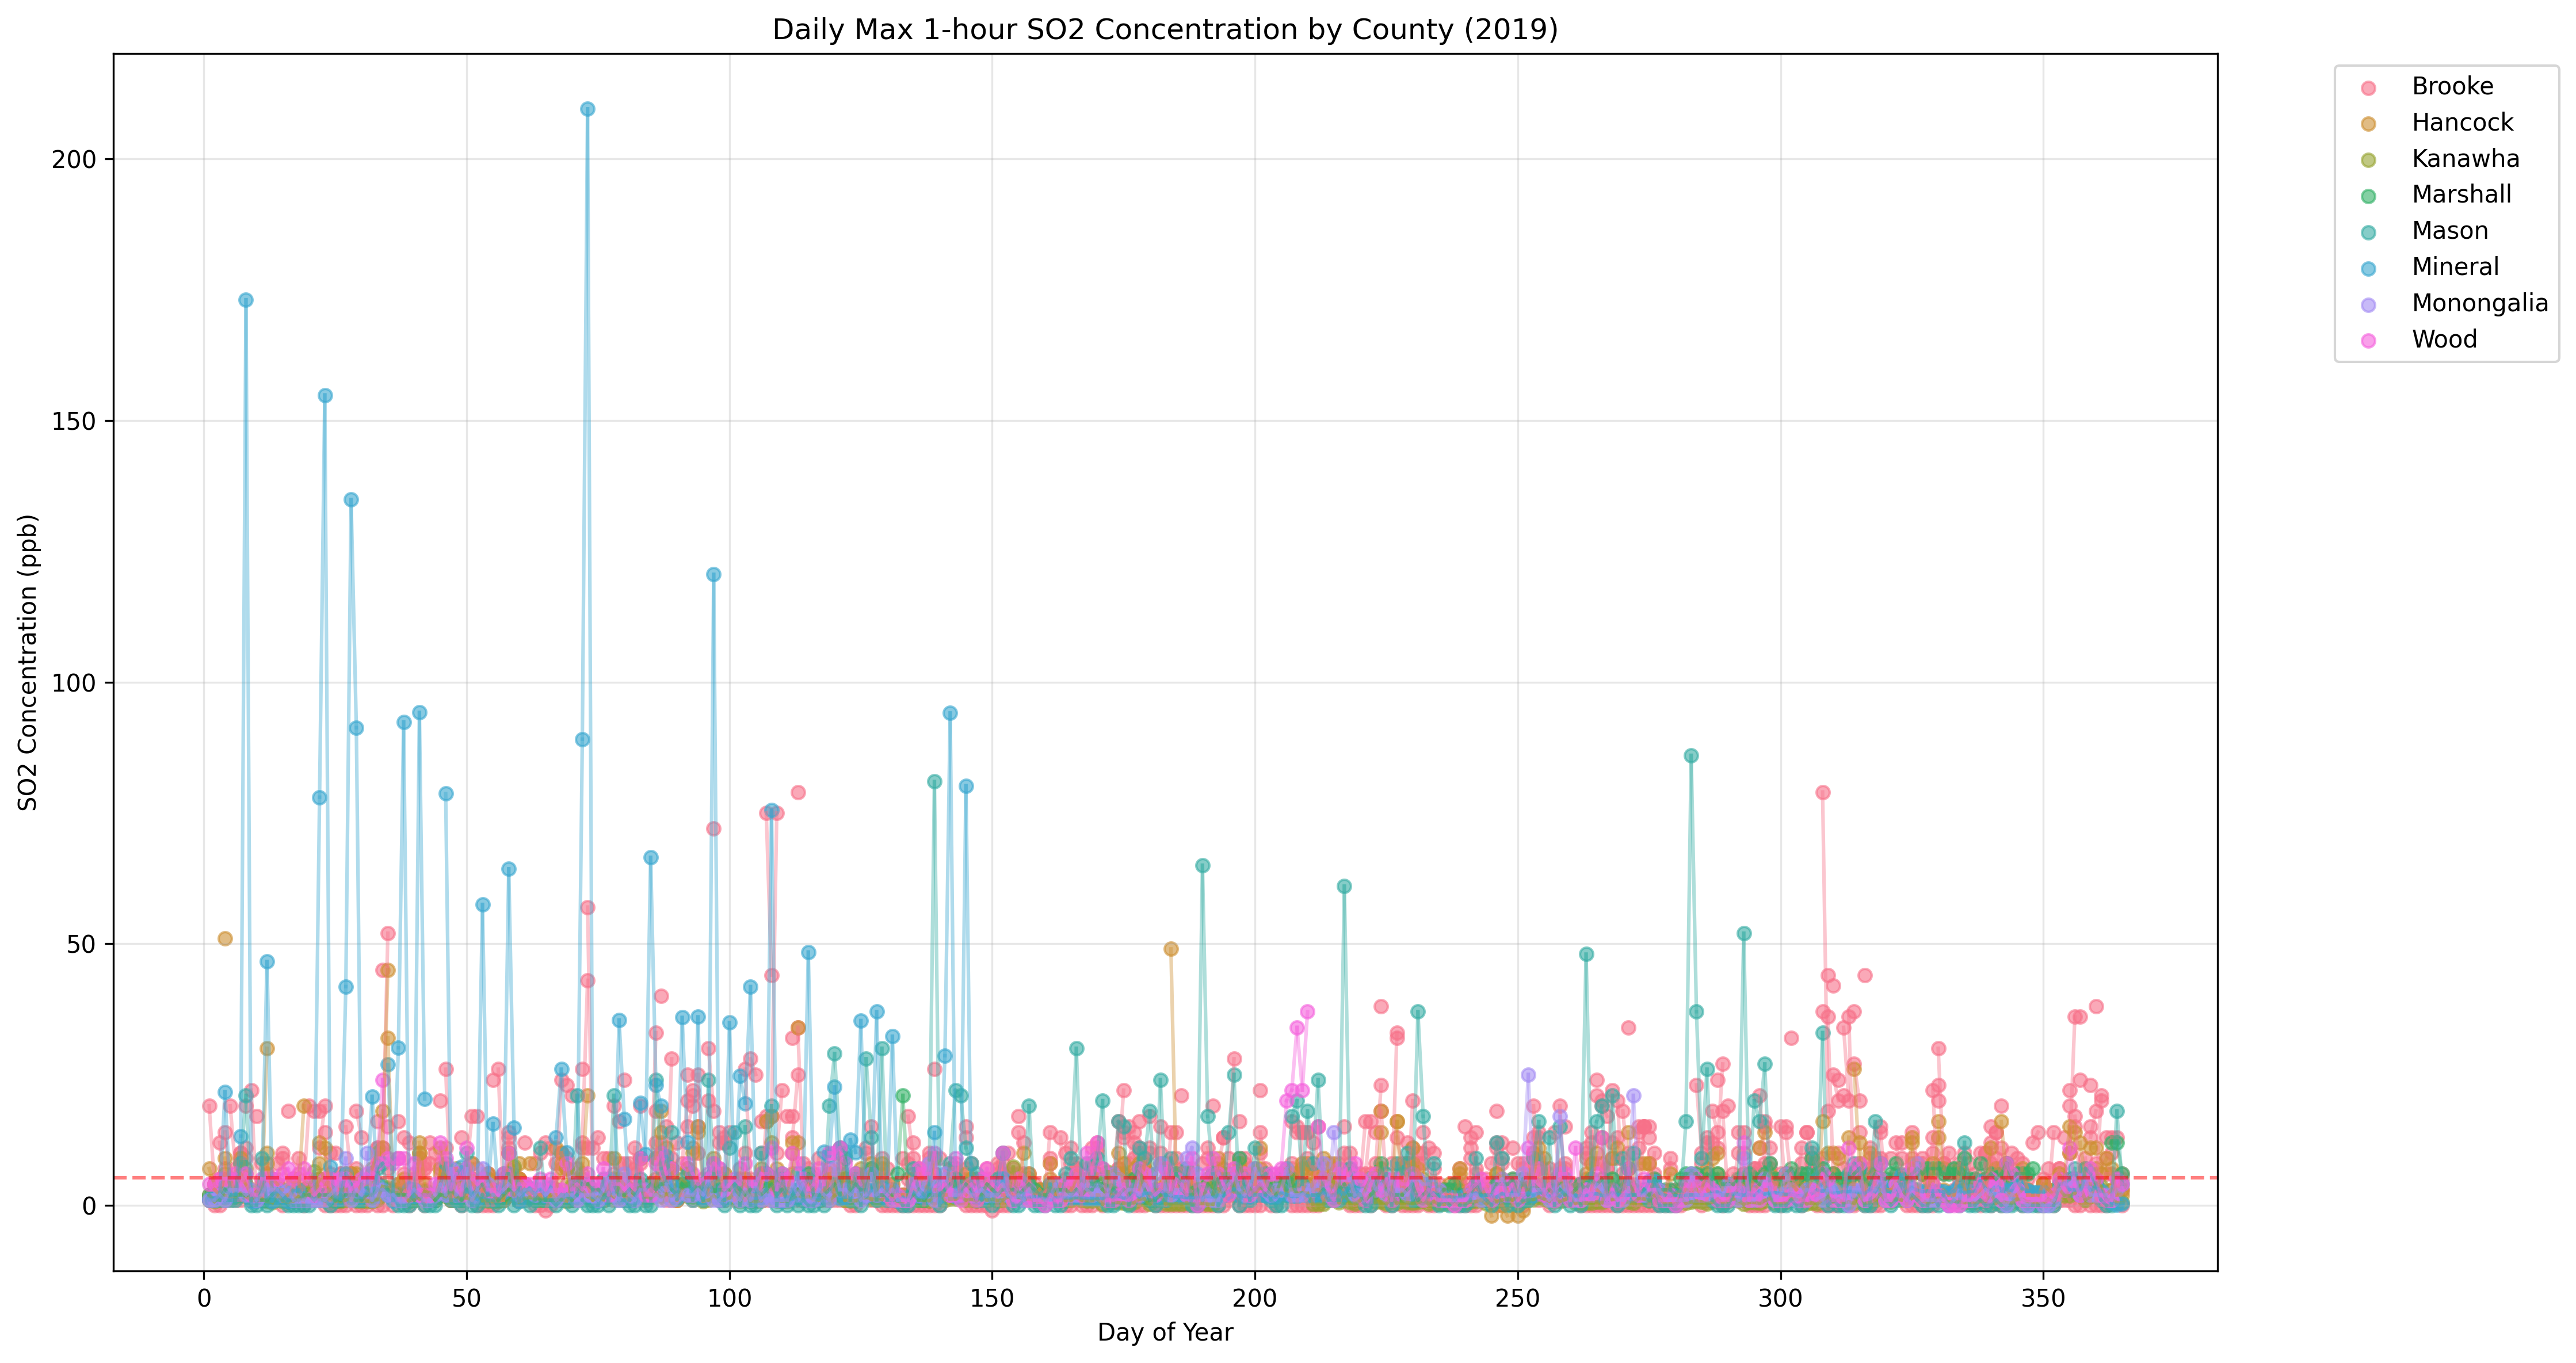 Daily Max 1-hour SO2 Concentration by County (2019)
SO2 Concentration (ppb)
200
150
100
50
0
0 50 100 150 200 250 300 350
Day of Year
Brooke
Hancock
Kanawha
Marshall
Mason
Mineral
Monongalia
Wood